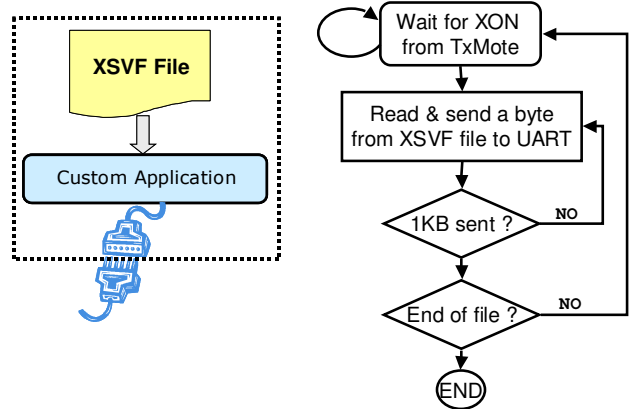 XSVF File
Custom Application
Wait for XON
from TxMote
Read & send a byte
from XSVF file to UART
1KB sent ?
NO
End of file ?
NO
END